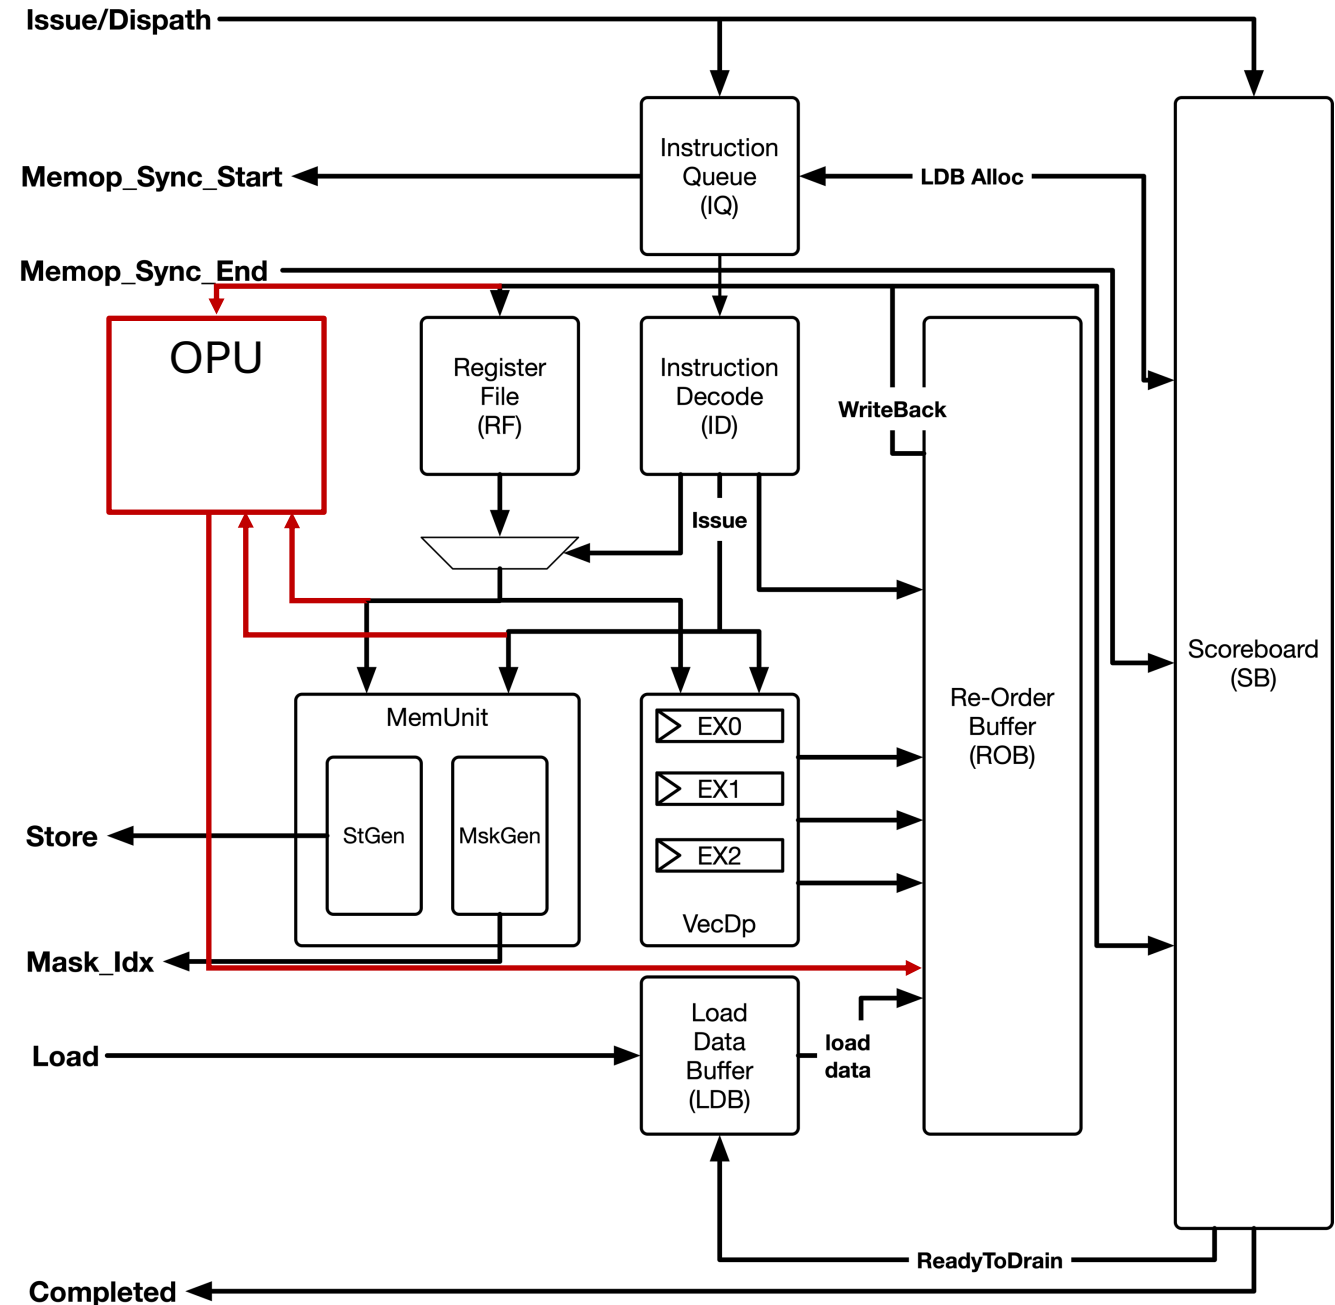 Issue/Dispath
Instruction
Queue
(IQ)
Memop_Sync_Start
LDB Alloc
Memop_Sync_End
OPU
Register
File
(RF)
Instruction
Decode
(ID)
WriteBack
Issue
Scoreboard
(SB)
Re-Order
Buffer
(ROB)
MemUnit
EX0
EX1
StGen
MskGen
EX2
Store
VecDp
Mask_Idx
Load
Data
Buffer
(LDB)
Load
load
data
ReadyToDrain
Completed